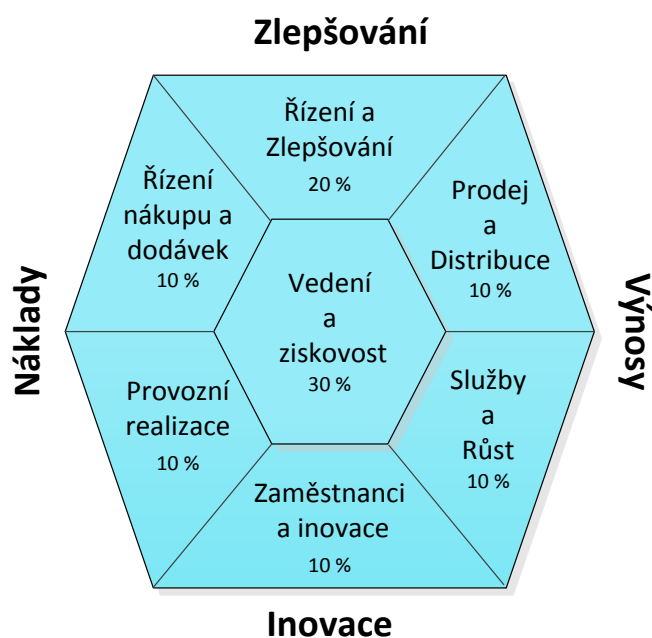 Zlepšování
Řízení a
Zlepšování
20 %
Řízení
nákupu a
dodávek
10 %
Prodej
a
Distribuce
10 %
Náklady
Vedení
a
ziskovost
30 %
Výnosy
Provozní
realizace
10 %
Služby
a
Růst
10 %
Zaměstnanci
a inovace
10 %
Inovace